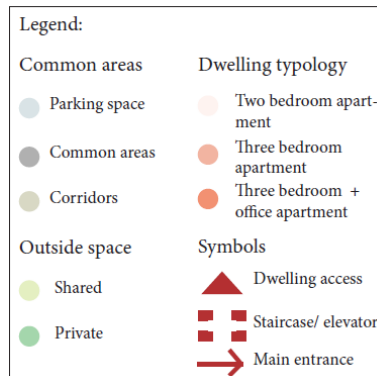 Legend:
Common areas
Parking space
Common areas
Corridors
Outside space
Shared
Private
Dwelling typology
Two bedroom apart-
ment
Three bedroom
apartment
Three bedroom +
office apartment
Symbols
Dwelling access
Staircase/ elevator
Main entrance